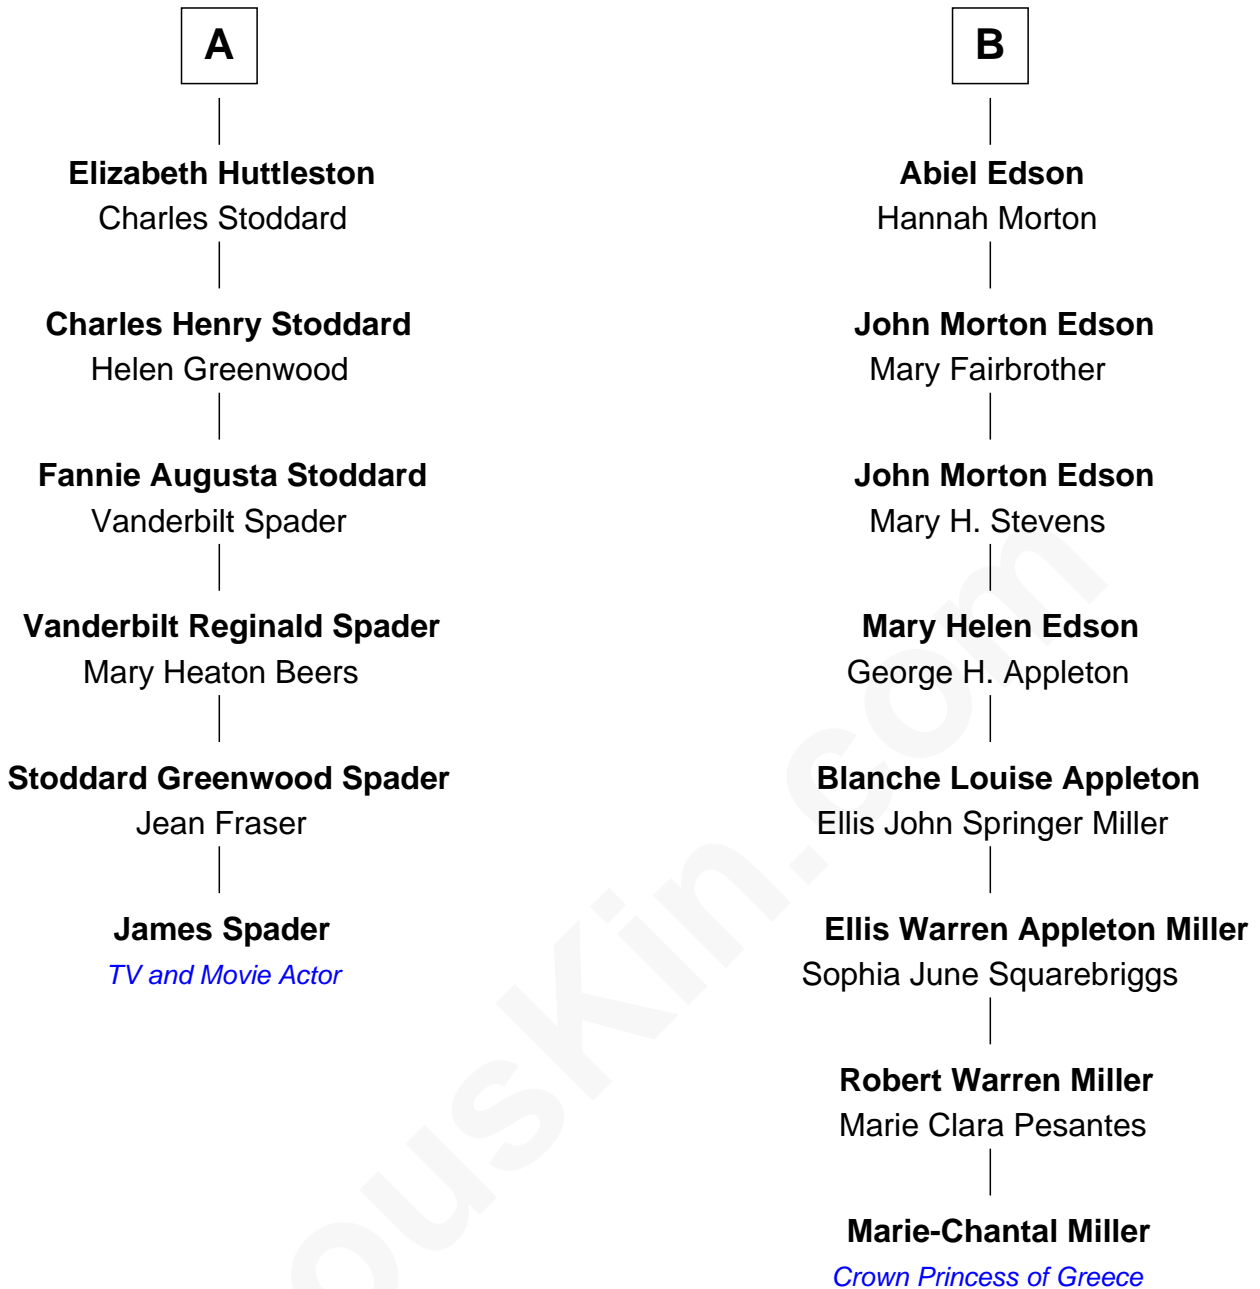 A
Elizabeth Huttleston
Charles Stoddard
Charles Henry Stoddard
Helen Greenwood
Fannie Augusta Stoddard
Vanderbilt Spader
Vanderbilt Reginald Spader
Mary Heaton Beers
Stoddard Greenwood Spader
Jean Fraser
James Spader
TV and Movie Actor
B
Abiel Edson
Hannah Morton
John Morton Edson
Mary Fairbrother
John Morton Edson
Mary H. Stevens
Mary Helen Edson
George H. Appleton
Blanche Louise Appleton
Ellis John Springer Miller
Ellis Warren Appleton Miller
Sophia June Squarebriggs
Robert Warren Miller
Marie Clara Pesantes
Marie-Chantal Miller
Crown Princess of Greece
ousKin.com